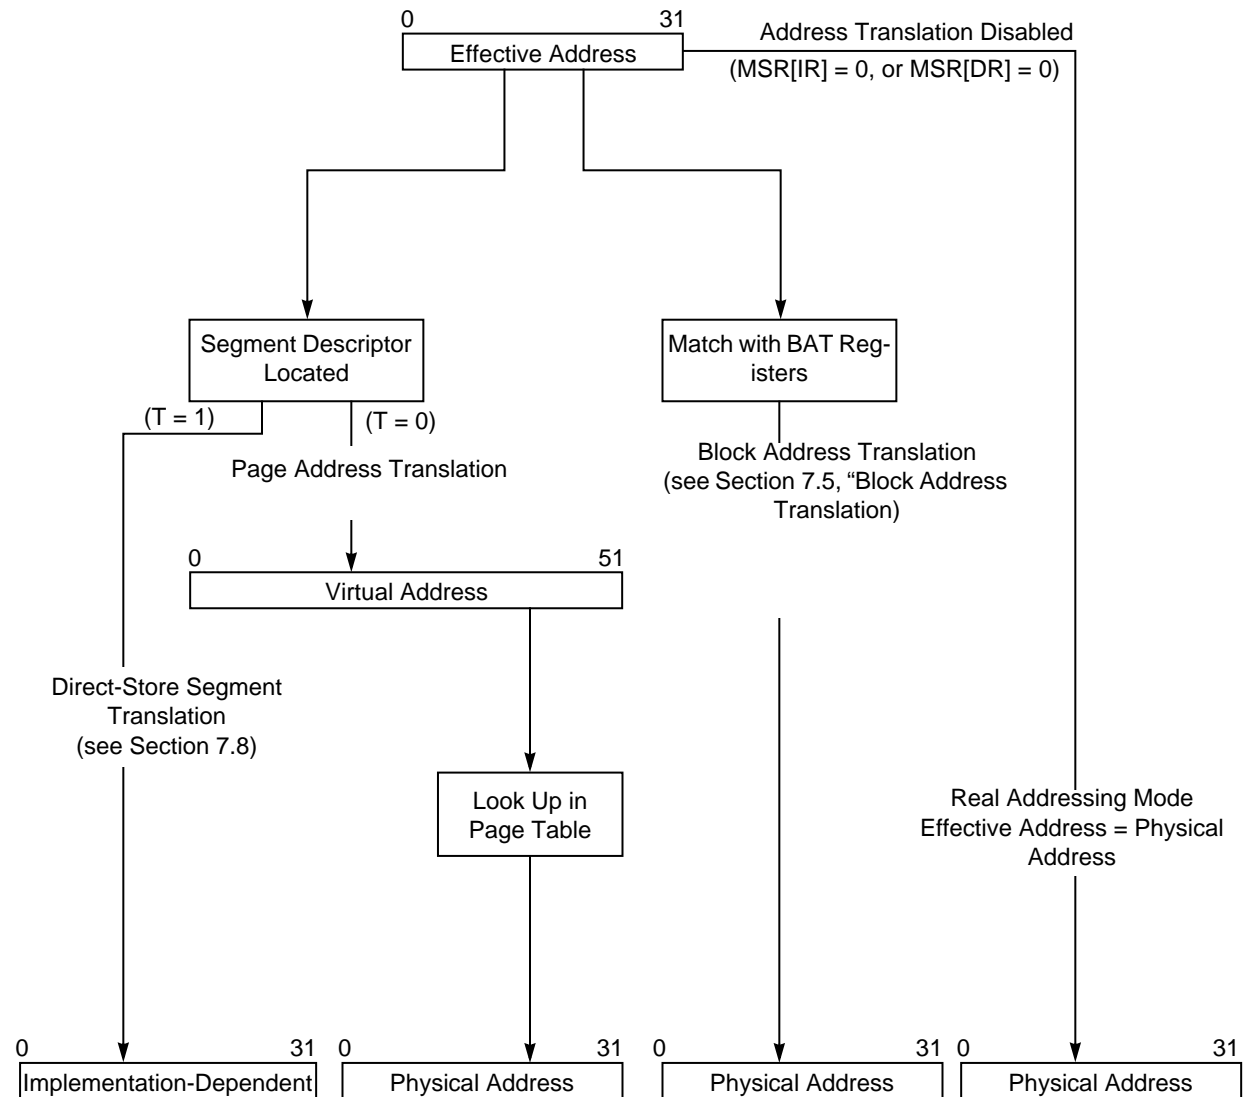 0 31
Address Translation Disabled
Effective Address
(MSR[IR] = 0, or MSR[DR] = 0)
Segment Descriptor
Located
Match with BAT Reg-
isters
(T = 1)
(T = 0)
Page Address Translation
Block Address Translation
(see Section 7.5, “Block Address
Translation)
0 51
Virtual Address
Direct-Store Segment
Translation
(see Section 7.8)
Look Up in
Page Table
Real Addressing Mode
Effective Address = Physical
Address
0 31
0 31
0 31
0 31
Implementation-Dependent
Physical Address
Physical Address
Physical Address